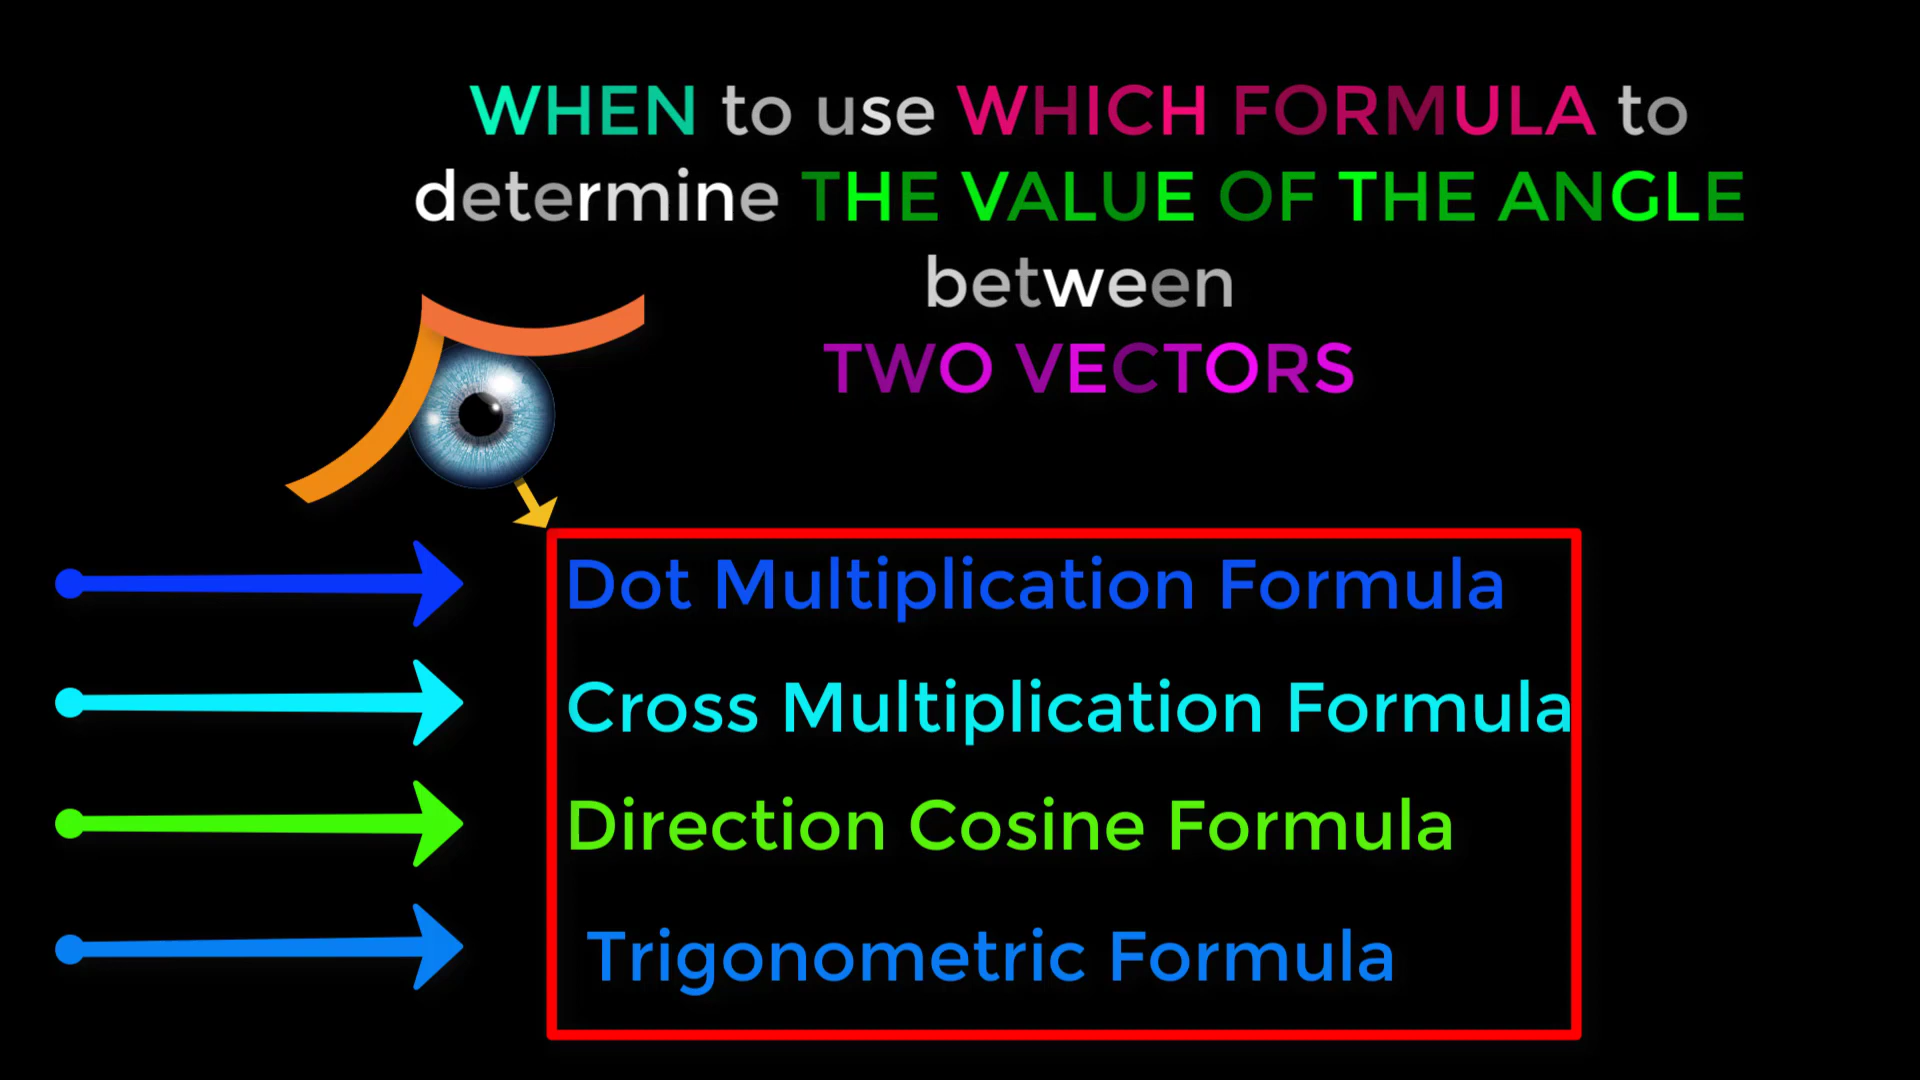 WHEN to use WHICH FORMULA to
determine THE VALUE OF THE ANGLE
between
TWO VECTORS
Dot Multiplication Formula
Cross Multiplication Formula
Direction Cosine Formula
Trigonometric Formula